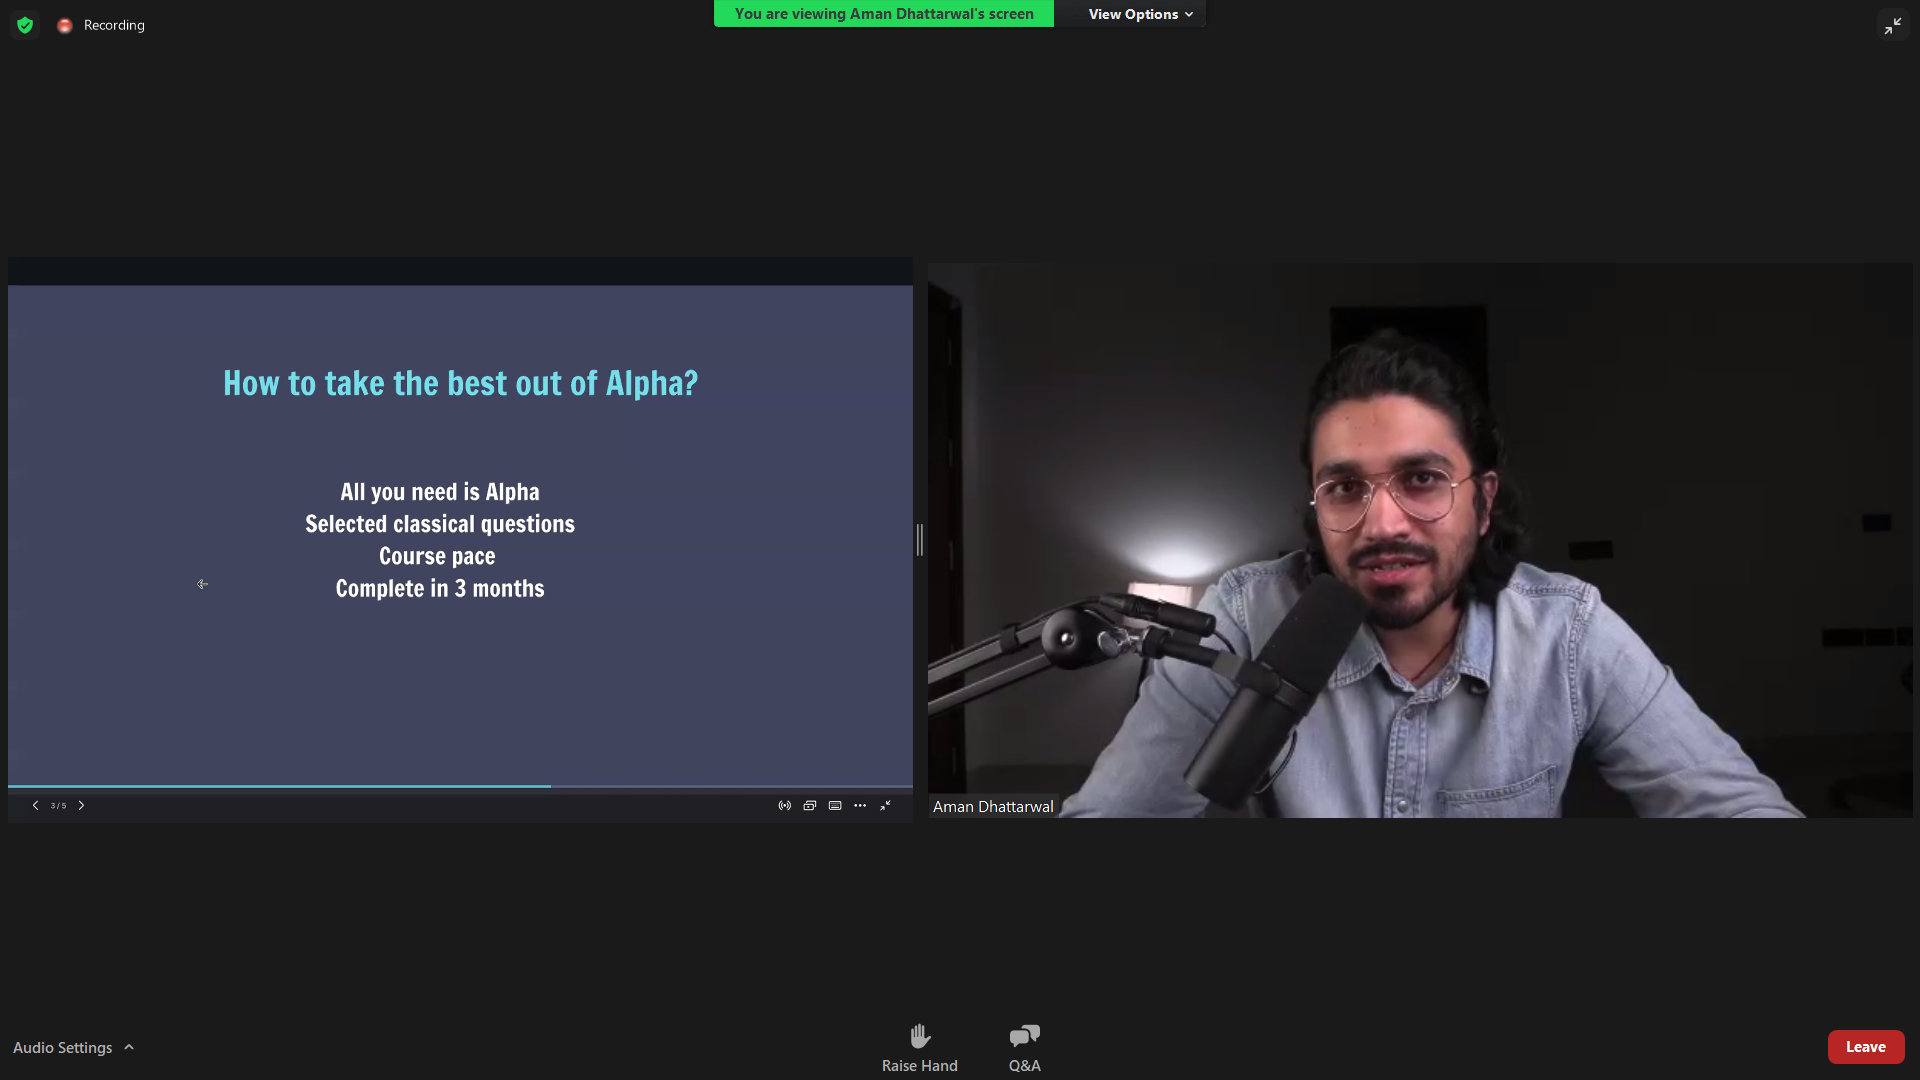 Recording
You are viewing Aman Dhattarwal's screen
View Options
How to take the best out of Alpha?
All you need is Alpha
Selected classical questions
Course pace
Complete in 3 months
3/5
Aman Dhattarwal
Audio Settings
Raise Hand
Q&A
Leave